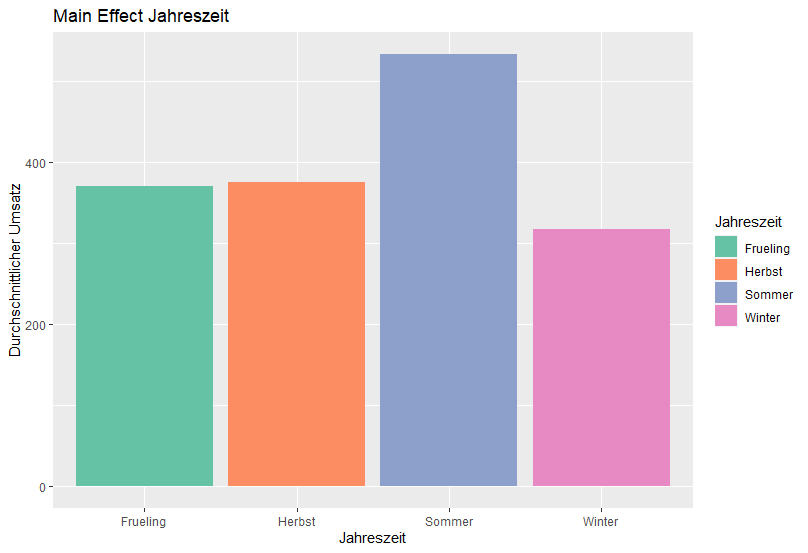 Main Effect Jahreszeit
Durchschnittlicher Umsatz
400
200
0
Frueling
Herbst
Sommer
Winter
Jahreszeit
Jahreszeit
Frueling
Herbst
Sommer
Winter